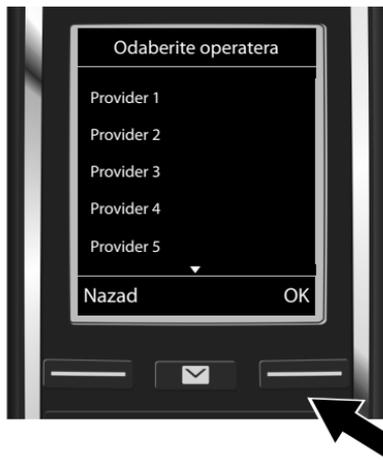 Odaberite operatera
Provider 1
Provider 2
Provider 3
Provider 4
Provider 5
Nazad OK